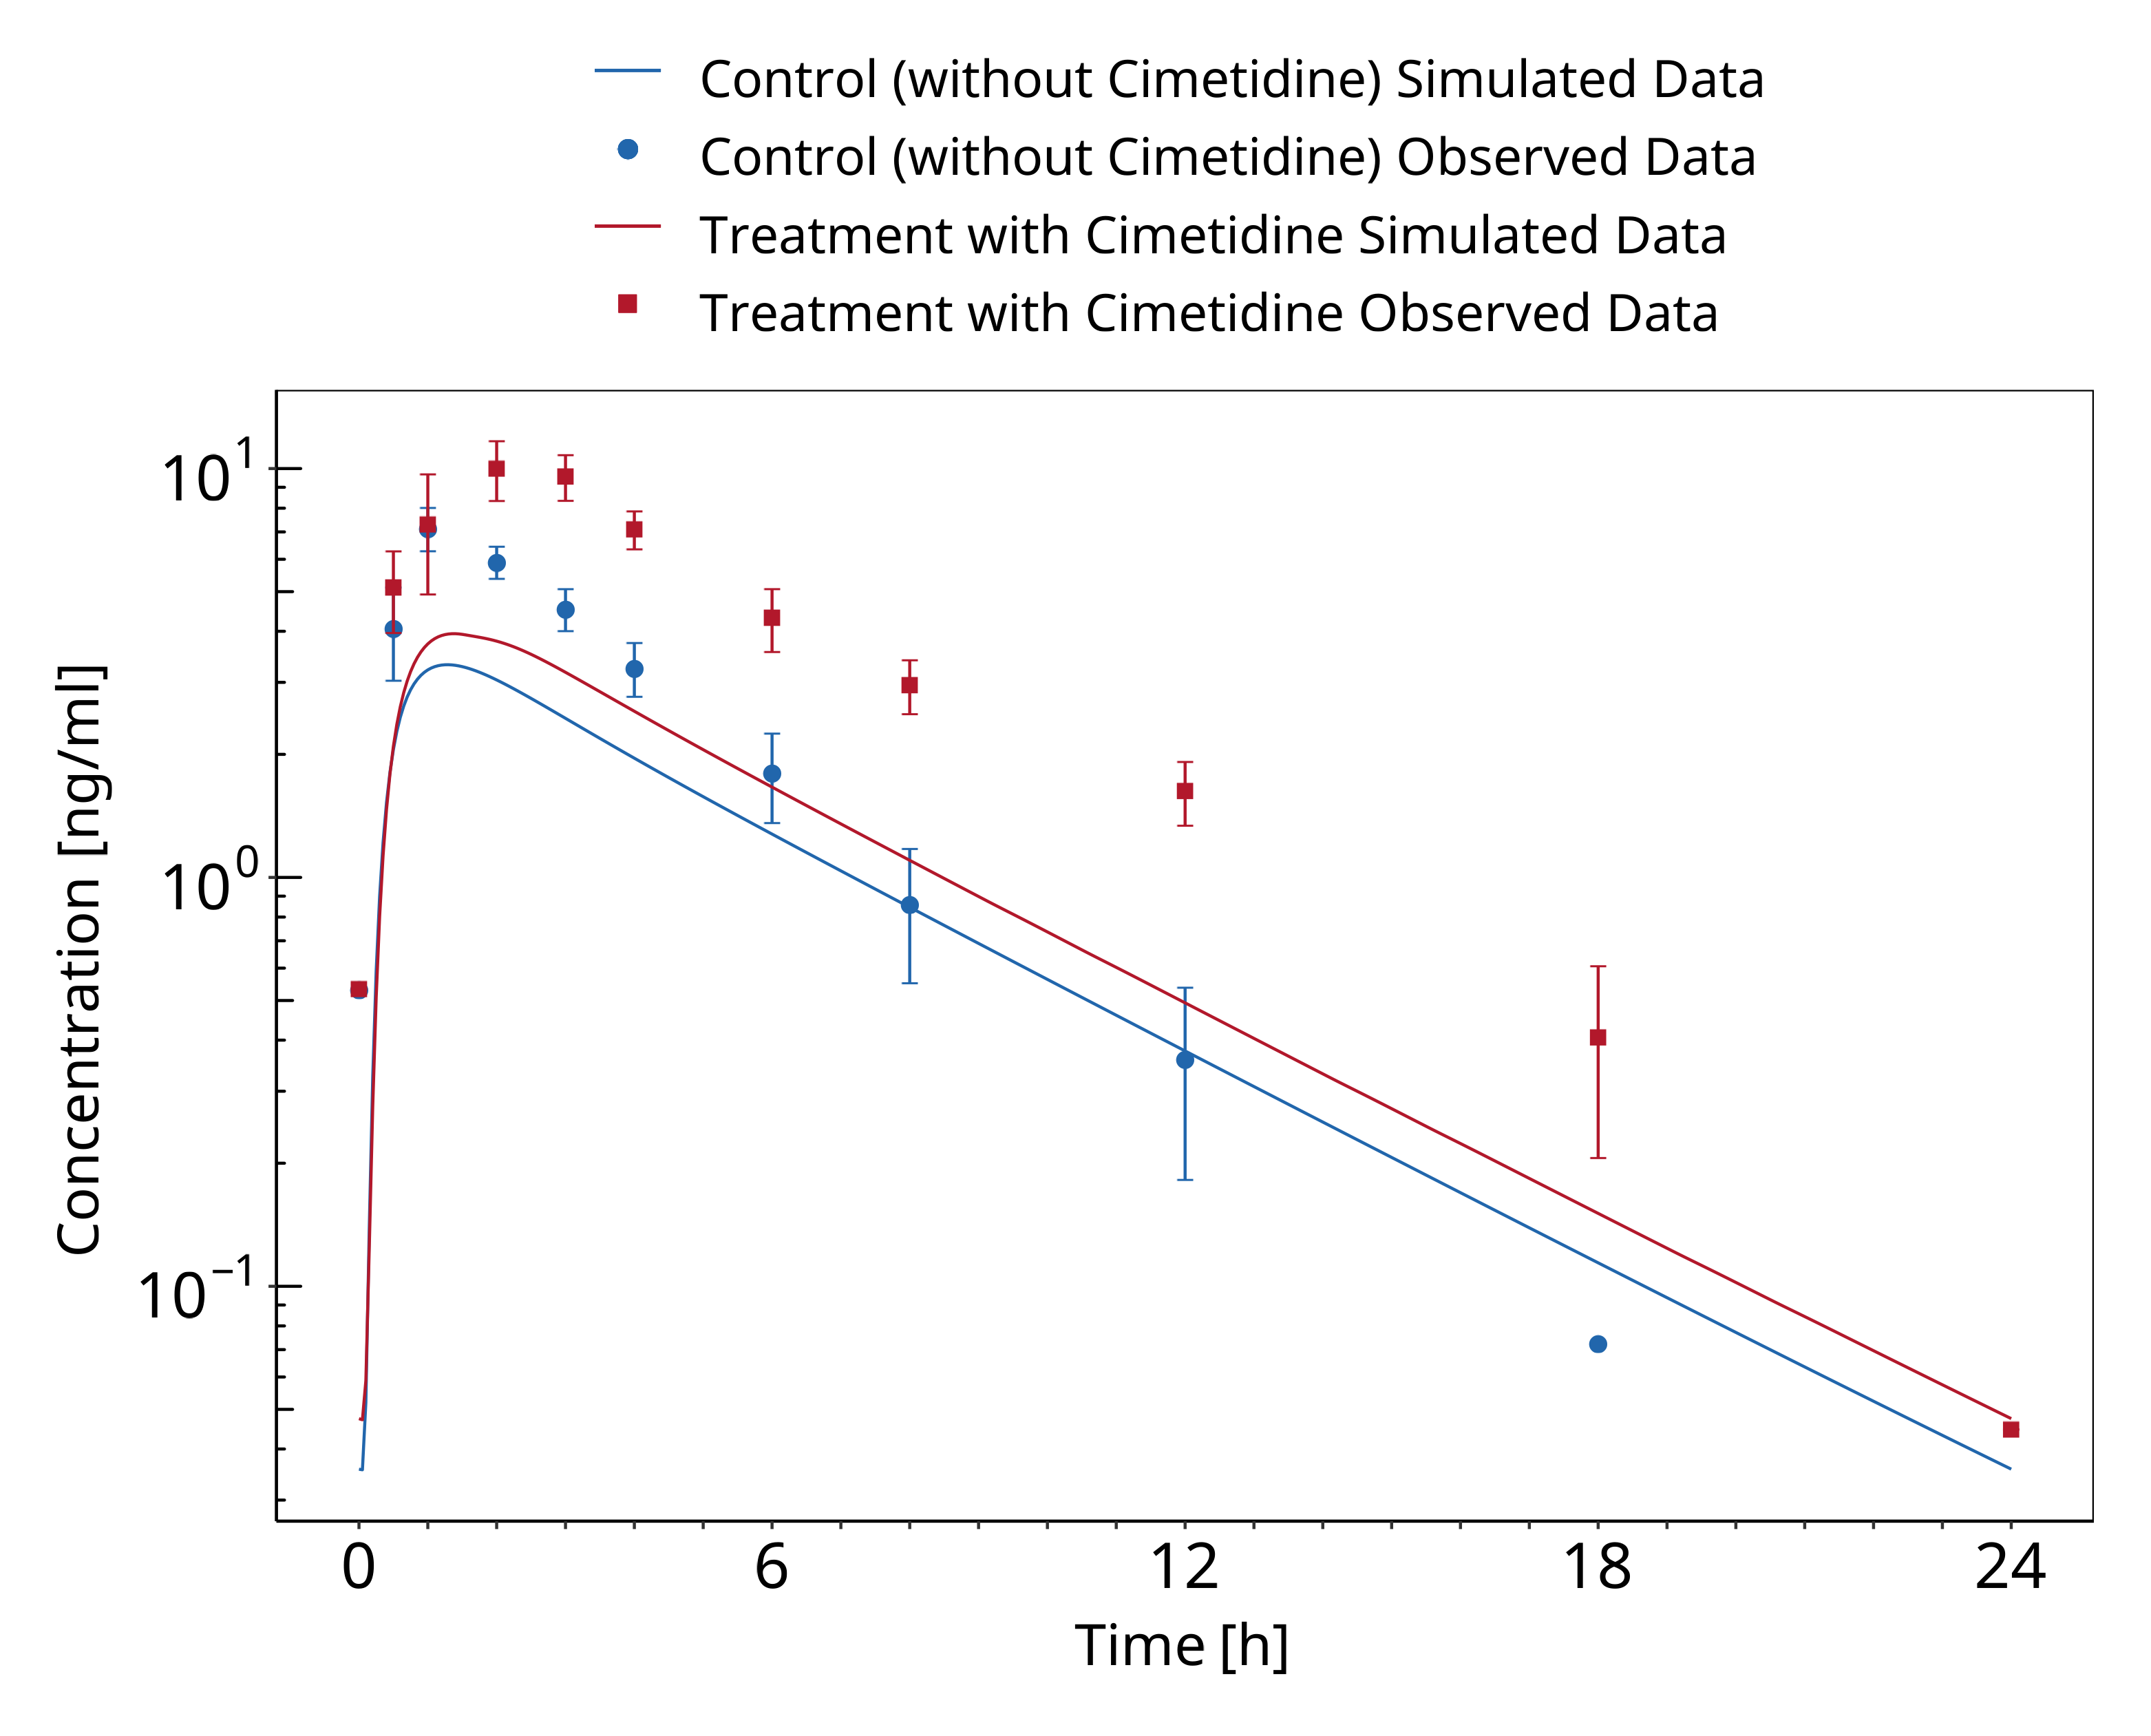 Control (without Cimetidine) Simulated Data
Control (without Cimetidine) Observed Data
Treatment with Cimetidine Simulated Data
Treatment with Cimetidine Observed Data
10¹
10⁰
10⁻¹
Concentration [ng/ml]
0 6 12 18 24
Time [h]